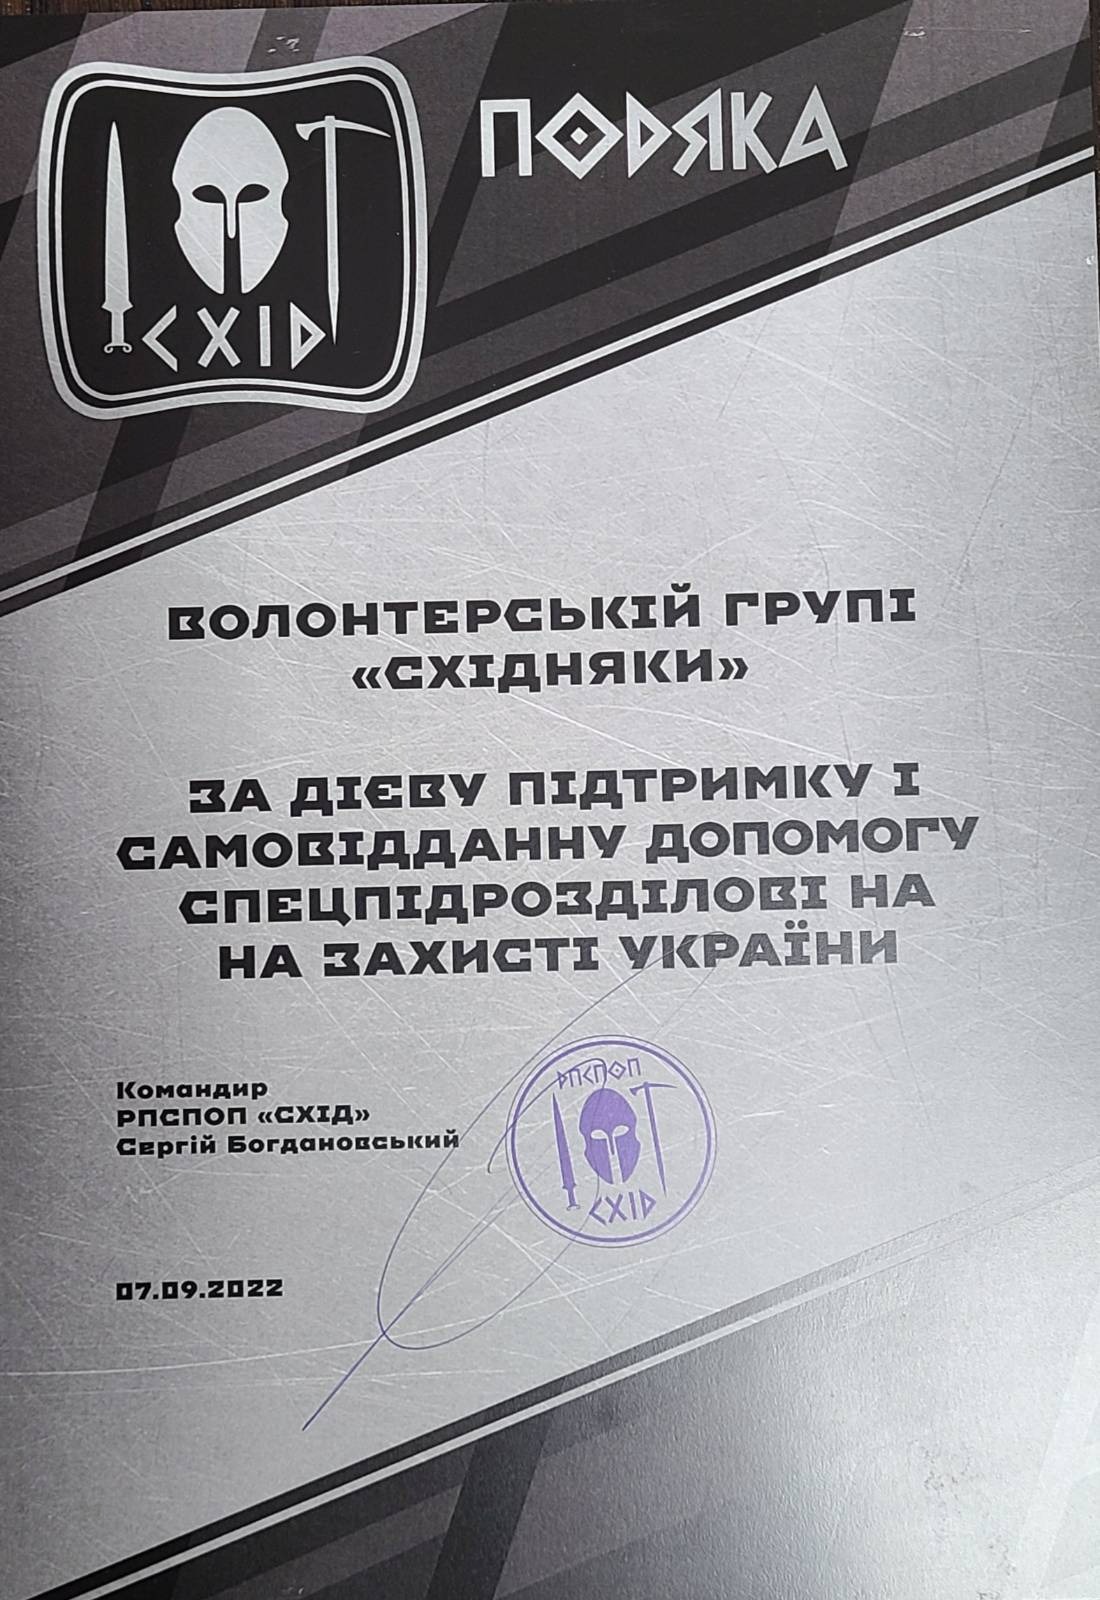 ПОДЯКА
СХІД
ВОЛОНТЕРСЬКІЙ ГРУПІ
«СХІДНЯКИ»
ЗА ДІЄВУ ПІДТРИМКУ І
САМОВІДДАННУ ДОПОМОГУ
СПЕЦПІДРОЗДІЛОВІ НА
НА ЗАХИСТІ УКРАЇНИ
Командир
РПСПОП «СХІД»
Сергій Богдановський
РПСПОП
СХІД
07.09.2022